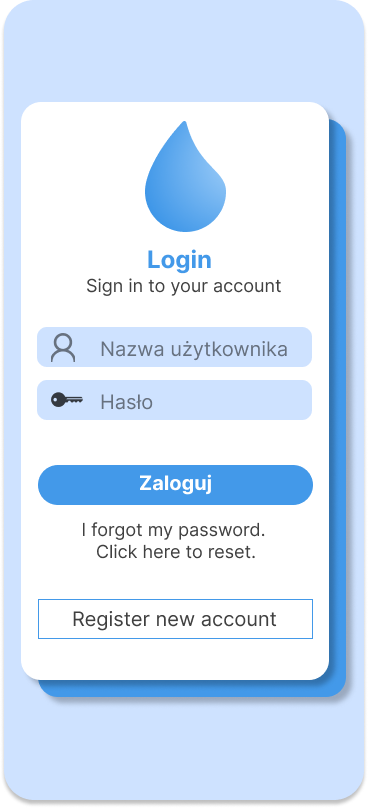 Login
Sign in to your account
Nazwa użytkownika
Hasło
Zaloguj
I forgot my password.
Click here to reset.
Register new account